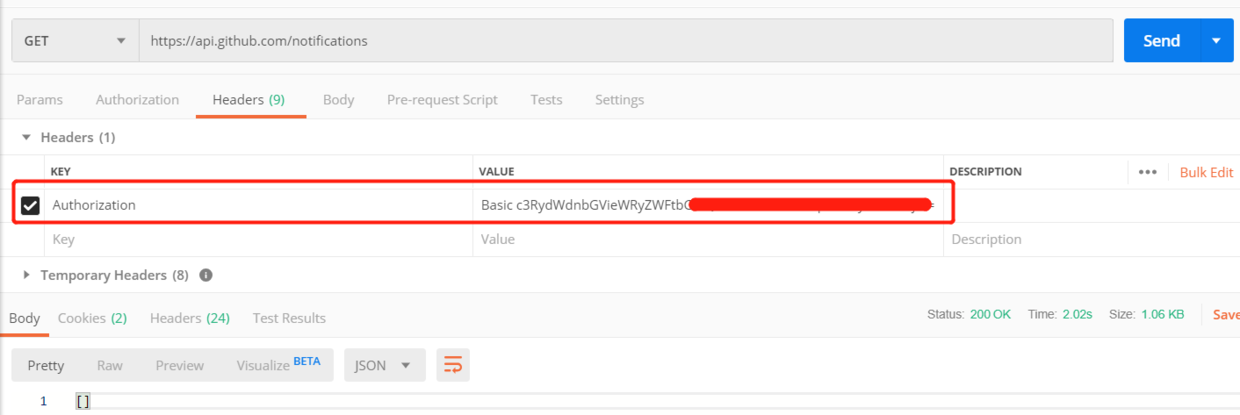 GET https://api.github.com/notifications Send
Params Authorization Headers (9) Body Pre-request Script Tests Settings
Headers (1)
KEY VALUE DESCRIPTION ••• Bulk Edit
Authorization Basic
Key Value Description
Temporary Headers (8) i
Body Cookies (2) Headers (24) Test Results Status: 200 OK Time: 2.02s Size: 1.06 KB Save
Pretty Raw Preview Visualize BETA JSON
1 []